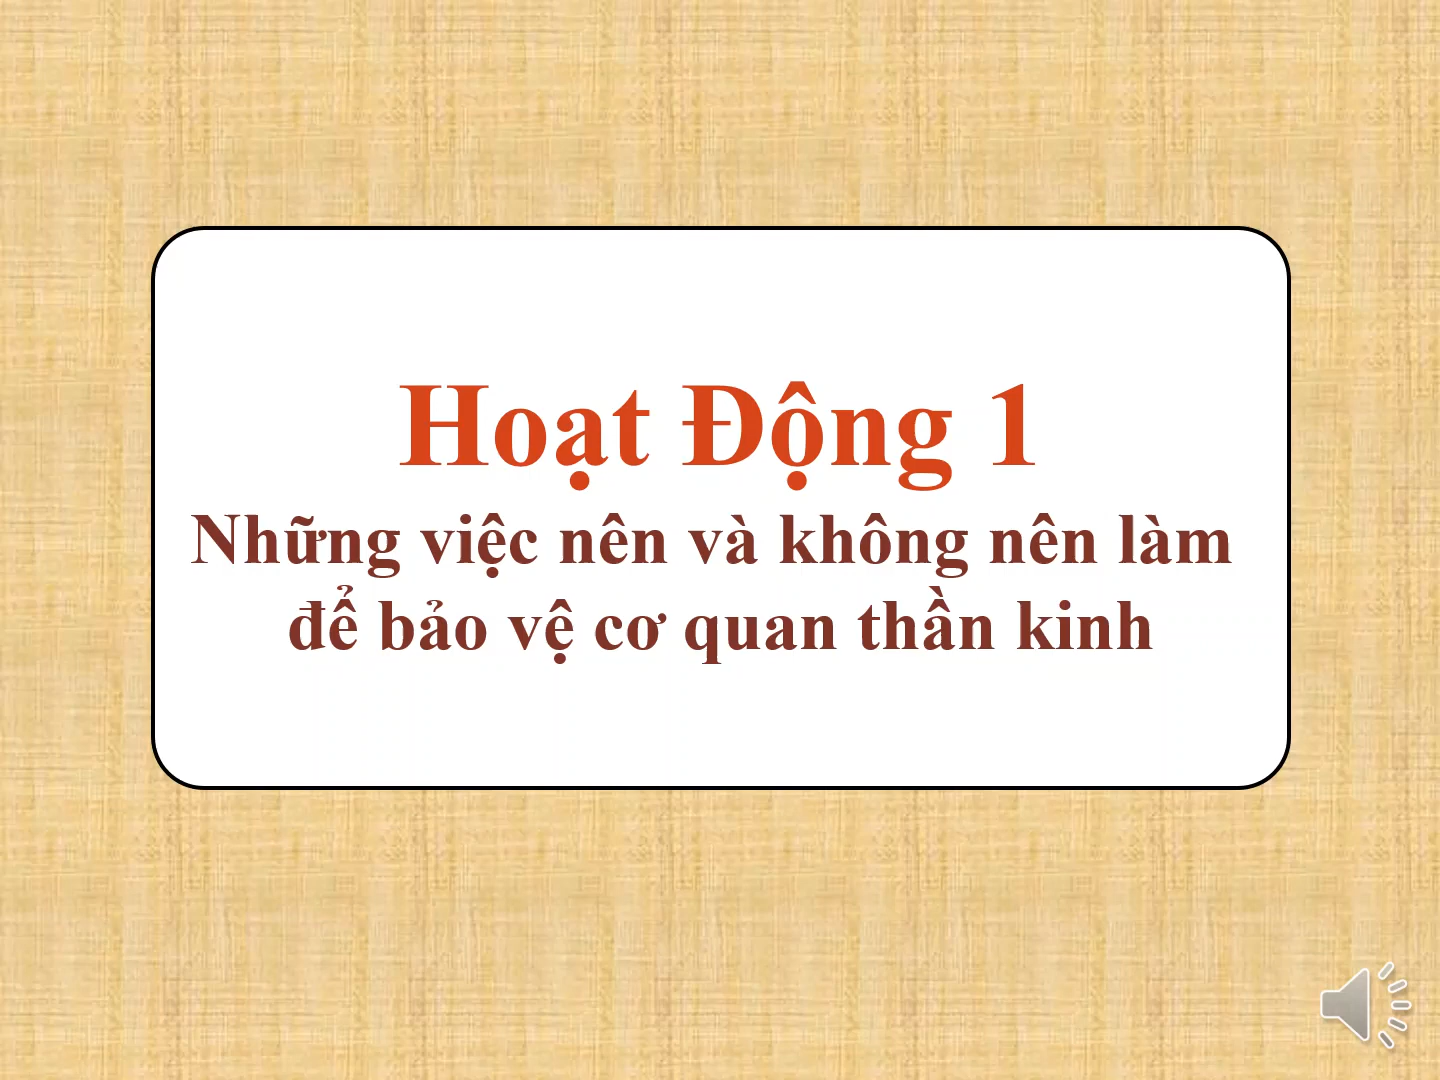 Hoạt Động 1
Những việc nên và không nên làm
để bảo vệ cơ quan thần kinh